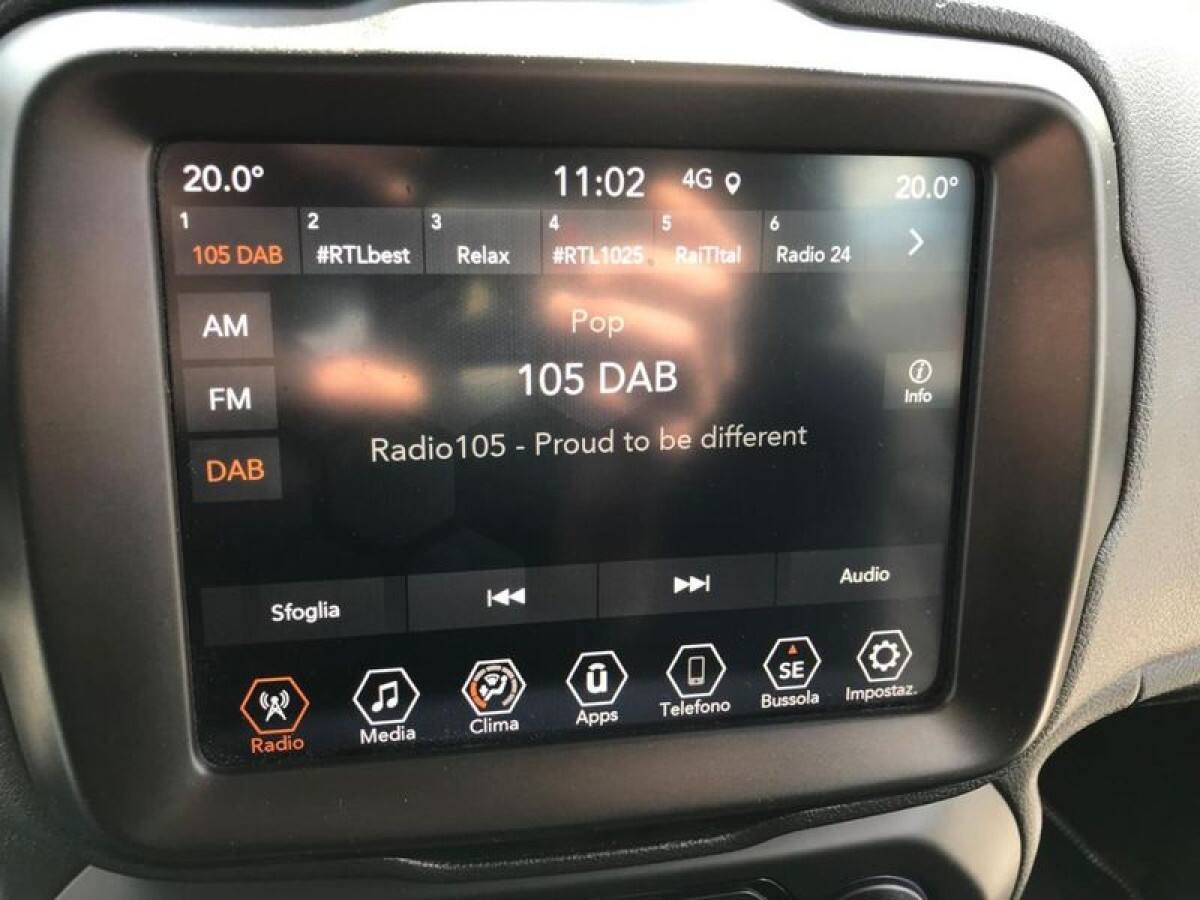 20.0° 11:02 4G 20.0°
1 2 3 4 5 6
105 DAB #RTLbest Relax #RTL1025 RaiTItal Radio 24
AM
Pop
105 DAB
Info
FM
Radio105 - Proud to be different
DAB
Sfoglia Audio
SE
Radio Media Clima Apps Telefono Bussola Impostaz.